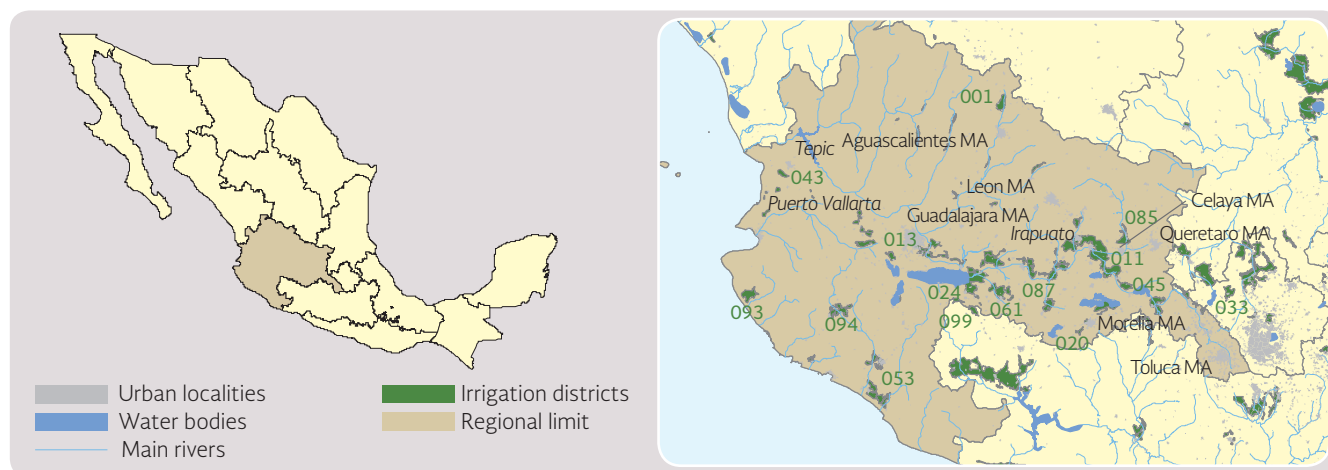 Urban localities
Water bodies
Main rivers
Irrigation districts
Regional limit
001
Aguascalientes MA
Tepic
043
Leon MA
Puerto Vallarta
Celaya MA
085
Guadalajara MA
Irapuato
Queretaro MA
013
011
045
024
061
087
033
093
094
099
Morelia MA
020
Toluca MA
053